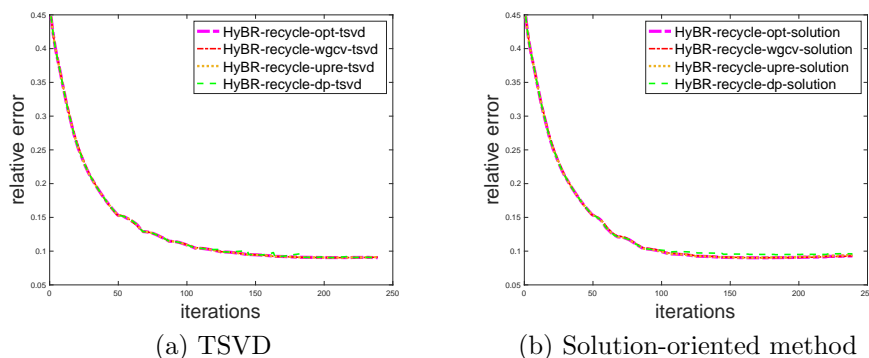 0.45
0.4
0.35
0.3
0.25
0.2
0.15
0.1
0.05
relative error
HyBR-recycle-opt-tsvd
HyBR-recycle-wgcv-tsvd
HyBR-recycle-upre-tsvd
HyBR-recycle-dp-tsvd
0 50 100 150 200 250
iterations
(a) TSVD
0.45
0.4
0.35
0.3
0.25
0.2
0.15
0.1
0.05
relative error
HyBR-recycle-opt-solution
HyBR-recycle-wgcv-solution
HyBR-recycle-upre-solution
HyBR-recycle-dp-solution
0 50 100 150 200 250
iterations
(b) Solution-oriented method